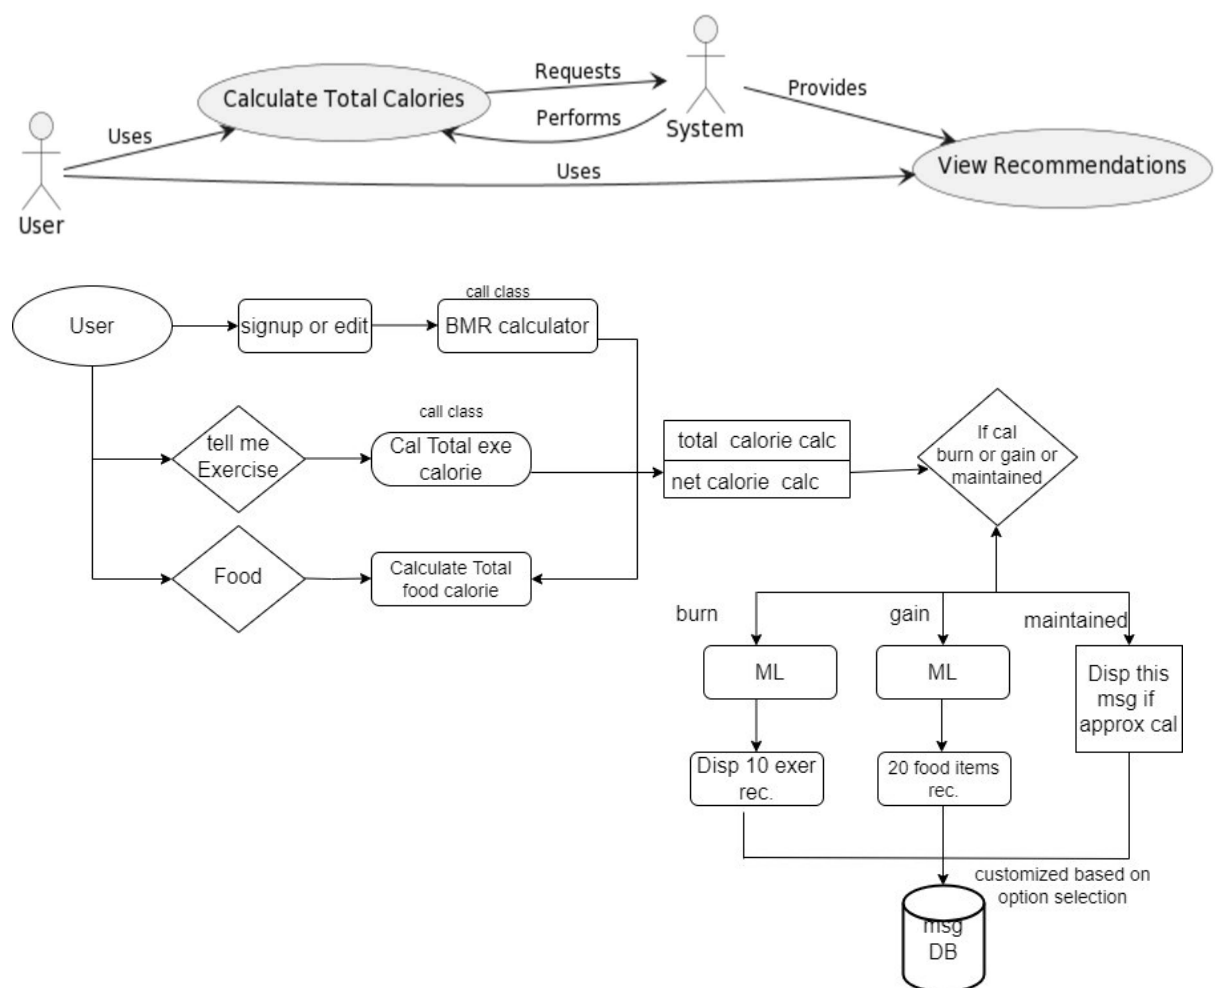 Requests
Calculate Total Calories
Provides
Performs
System
Uses
View Recommendations
Uses
User
call class
User
signup or edit
BMR calculator
call class
tell me
Exercise
Cal Total exe
calorie
total calorie calc
net calorie calc
If cal
burn or gain or
maintained
Food
Calculate Total
food calorie
burn
gain
maintained
ML
ML
Disp this
msg if
approx cal
Disp 10 exer
rec.
20 food items
rec.
customized based on
option selection
msg
DB